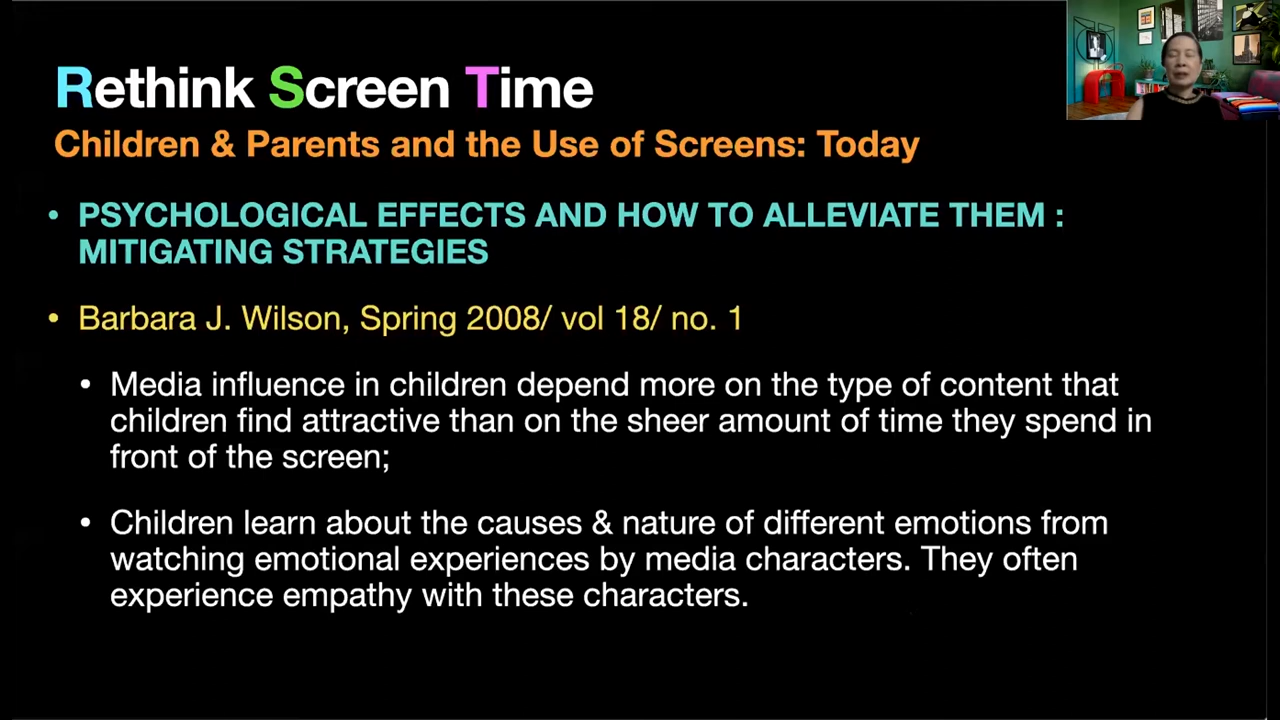 Rethink Screen Time
Children & Parents and the Use of Screens: Today
• PSYCHOLOGICAL EFFECTS AND HOW TO ALLEVIATE THEM :
MITIGATING STRATEGIES
• Barbara J. Wilson, Spring 2008/ vol 18/ no. 1
• Media influence in children depend more on the type of content that
children find attractive than on the sheer amount of time they spend in
front of the screen;
• Children learn about the causes & nature of different emotions from
watching emotional experiences by media characters. They often
experience empathy with these characters.